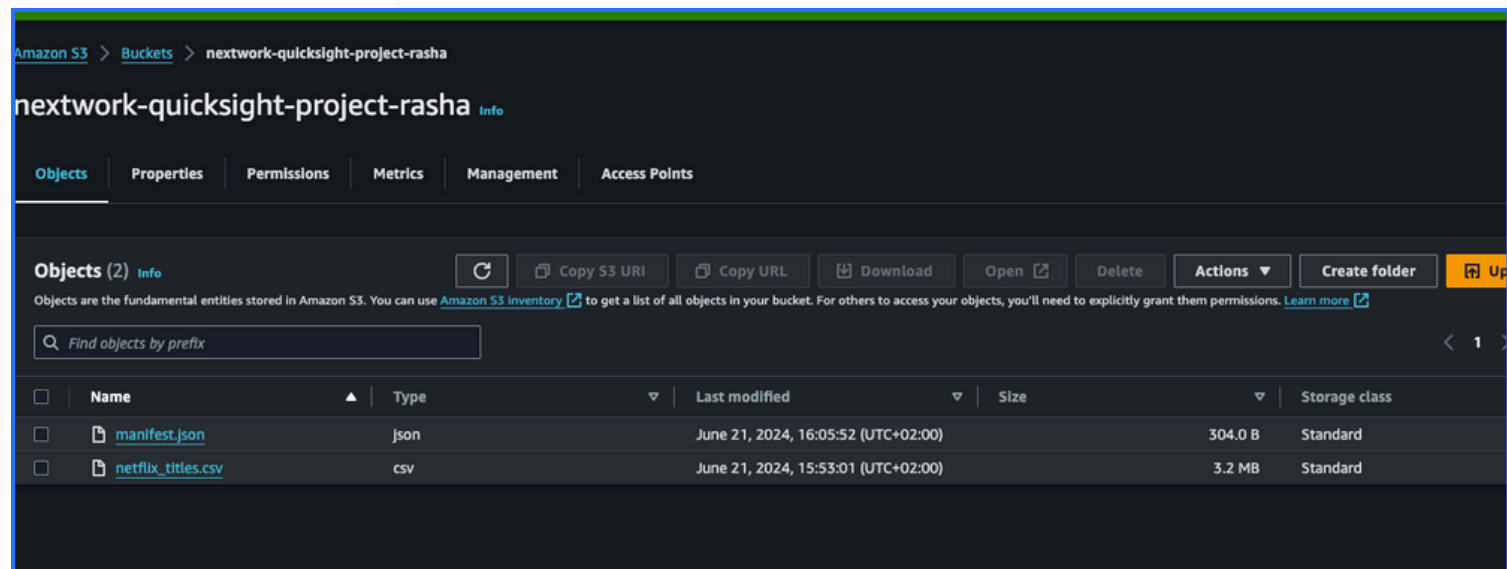 Amazon S3 > Buckets > nextwork-quicksight-project-rasha
nextwork-quicksight-project-rasha Info
Objects Properties Permissions Metrics Management Access Points
Objects (2) Info Copy S3 URI Copy URL Download Open Delete Actions Create folder Up
Objects are the fundamental entities stored in Amazon S3. You can use Amazon S3 inventory to get a list of all objects in your bucket. For others to access your objects, you'll need to explicitly grant them permissions. Learn more
Find objects by prefix < 1 >
Name Type Last modified Size Storage class
manifest.json json June 21, 2024, 16:05:52 (UTC+02:00) 304.0 B Standard
netflix_titles.csv csv June 21, 2024, 15:53:01 (UTC+02:00) 3.2 MB Standard